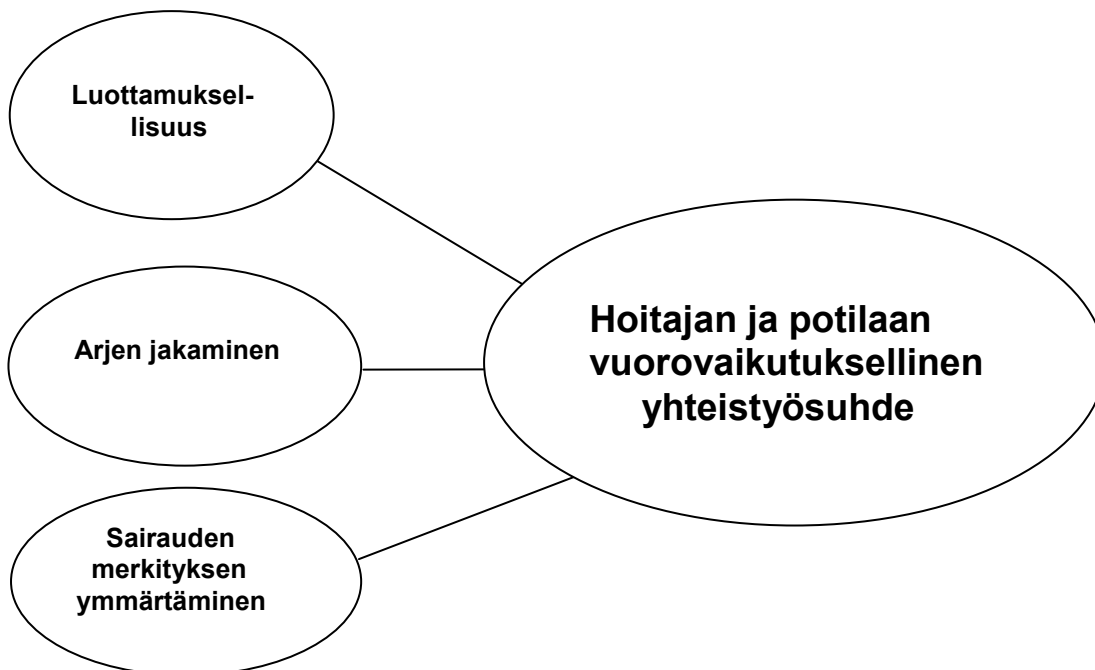 Luottamuksel-
lisuus
Arjen jakaminen
Sairauden
merkityksen
ymmärtäminen
Hoitajan ja potilaan
vuorovaikutuksellinen
yhteistyösuhde